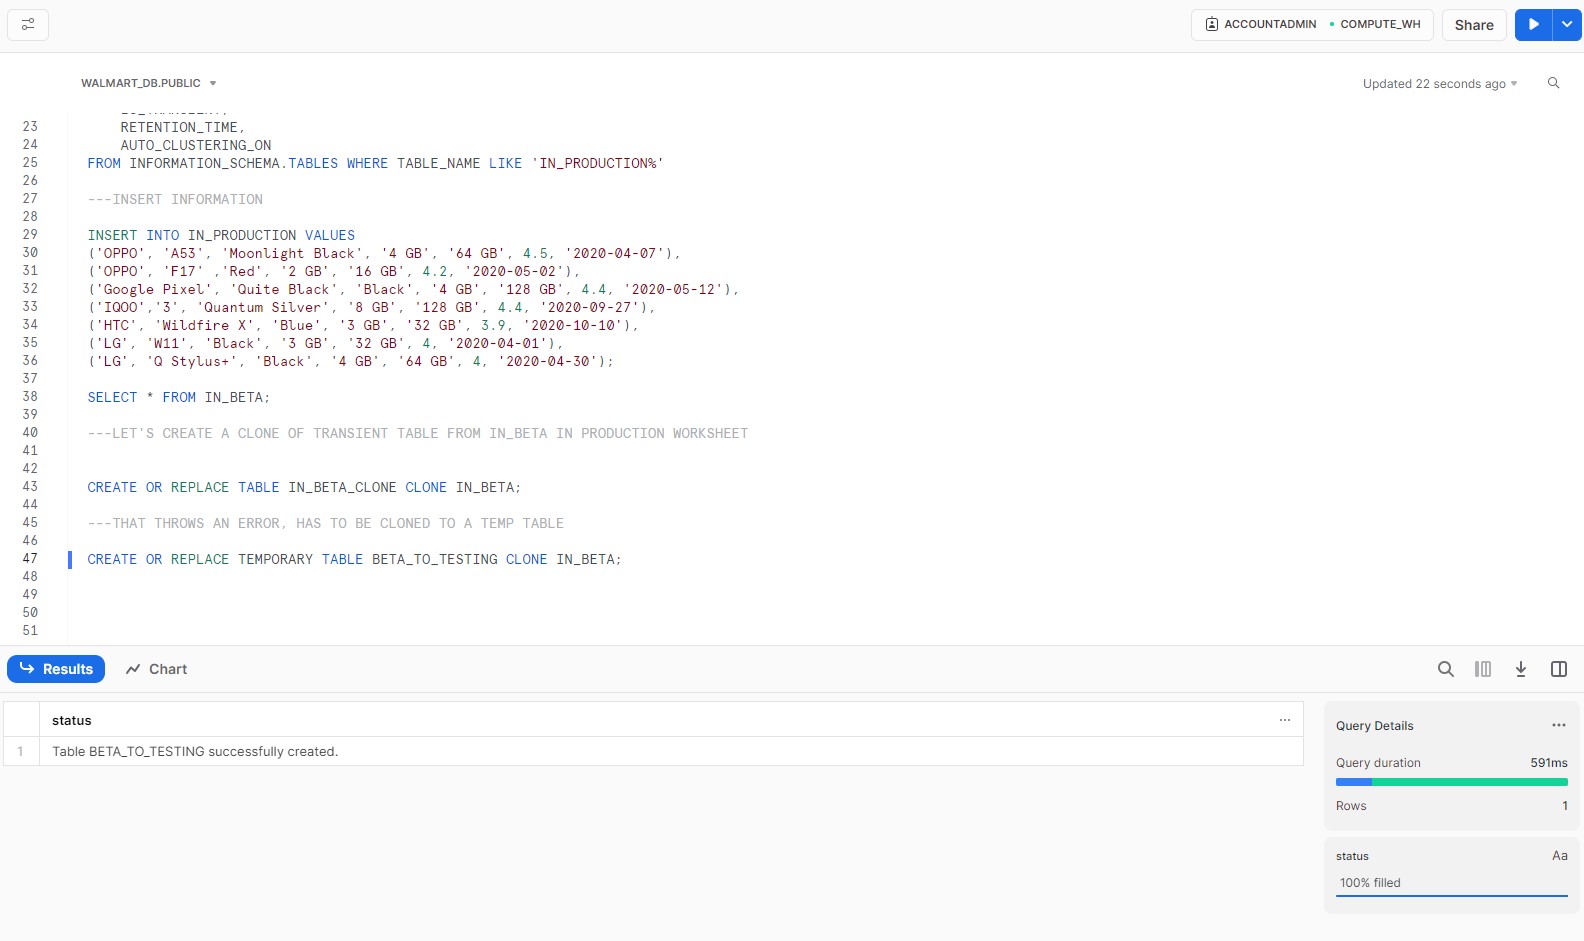 ACCOUNTADMIN • COMPUTE_WH
Share
WALMART_DB.PUBLIC
Updated 22 seconds ago
23 RETENTION_TIME,
24 AUTO_CLUSTERING_ON
25 FROM INFORMATION_SCHEMA.TABLES WHERE TABLE_NAME LIKE 'IN_PRODUCTION%'
26
27 ---INSERT INFORMATION
28
29 INSERT INTO IN_PRODUCTION VALUES
30 ('OPPO', 'A53', 'Moonlight Black', '4 GB', '64 GB', 4.5, '2020-04-07'),
31 ('OPPO', 'F17' ,'Red', '2 GB', '16 GB', 4.2, '2020-05-02'),
32 ('Google Pixel', 'Quite Black', 'Black', '4 GB', '128 GB', 4.4, '2020-05-12'),
33 ('IQOO','3', 'Quantum Silver', '8 GB', '128 GB', 4.4, '2020-09-27'),
34 ('HTC', 'Wildfire X', 'Blue', '3 GB', '32 GB', 3.9, '2020-10-10'),
35 ('LG', 'W11', 'Black', '3 GB', '32 GB', 4, '2020-04-01'),
36 ('LG', 'Q Stylus+', 'Black', '4 GB', '64 GB', 4, '2020-04-30');
37
38 SELECT * FROM IN_BETA;
39
40 ---LET'S CREATE A CLONE OF TRANSIENT TABLE FROM IN_BETA IN PRODUCTION WORKSHEET
41
42
43 CREATE OR REPLACE TABLE IN_BETA_CLONE CLONE IN_BETA;
44
45 ---THAT THROWS AN ERROR, HAS TO BE CLONED TO A TEMP TABLE
46
47 CREATE OR REPLACE TEMPORARY TABLE BETA_TO_TESTING CLONE IN_BETA;
48
49
50
51
Results Chart
status ...
1 Table BETA_TO_TESTING successfully created.
Query Details ...
Query duration 591ms
Rows 1
status Aa
100% filled